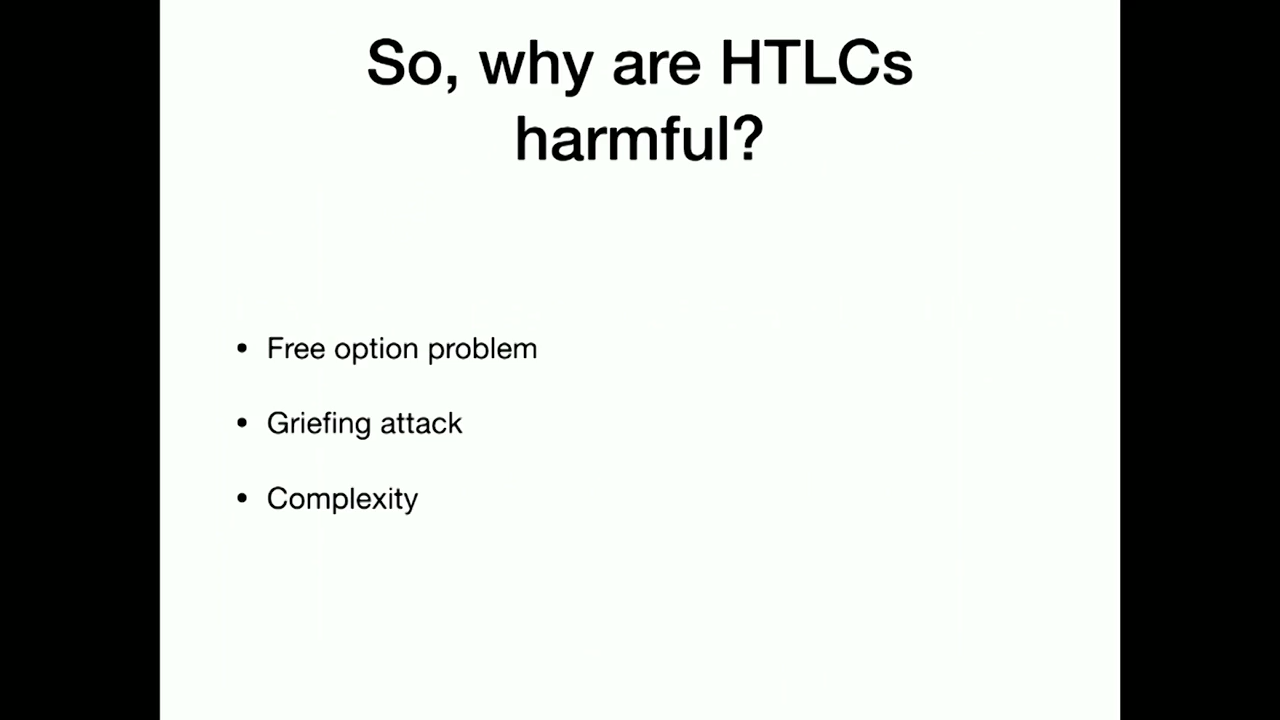 So, why are HTLCs
harmful?
• Free option problem
• Griefing attack
• Complexity